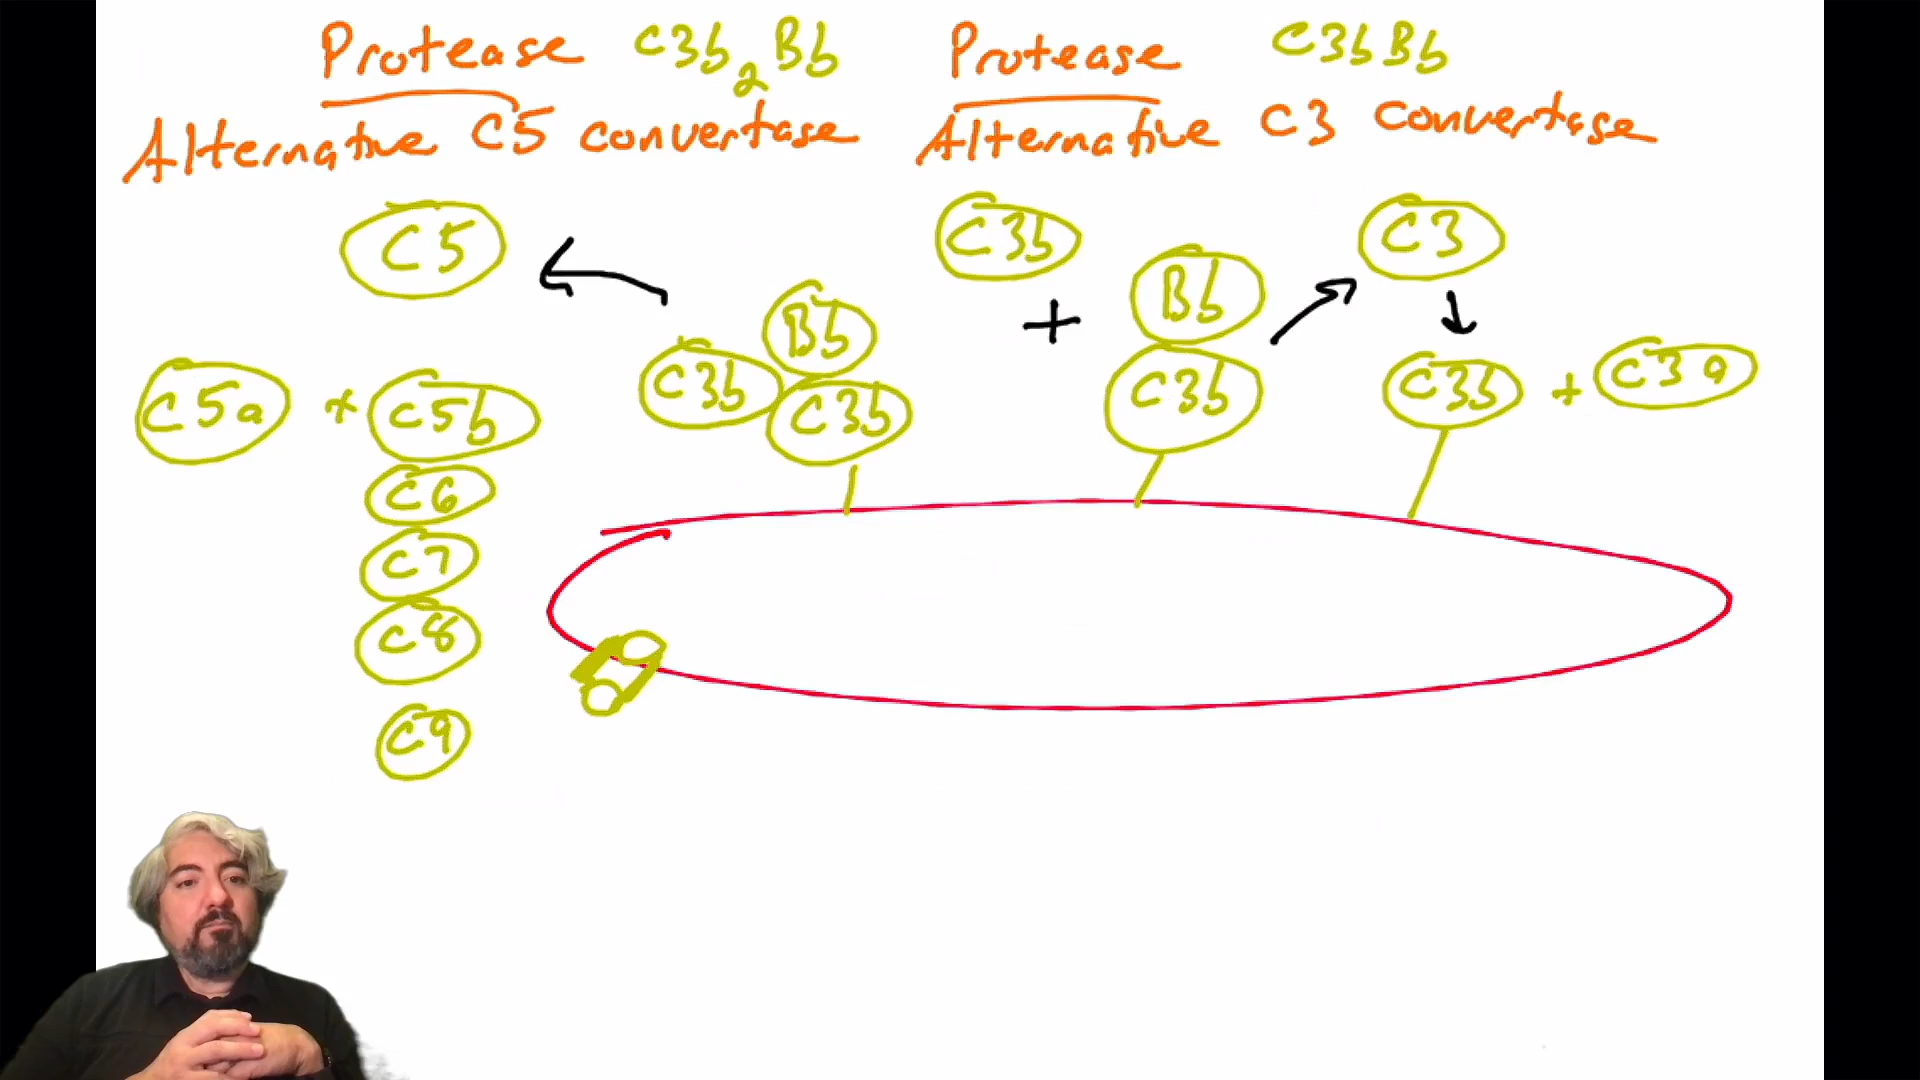 Protease C3b2Bb
Alternative C5 convertase
Protease C3bBb
Alternative C3 convertase
C5
C5a + C5b
C6
C7
C8
C9
Bb
C3b C3b
C3b
+
Bb
C3b
C3
C3b + C3a